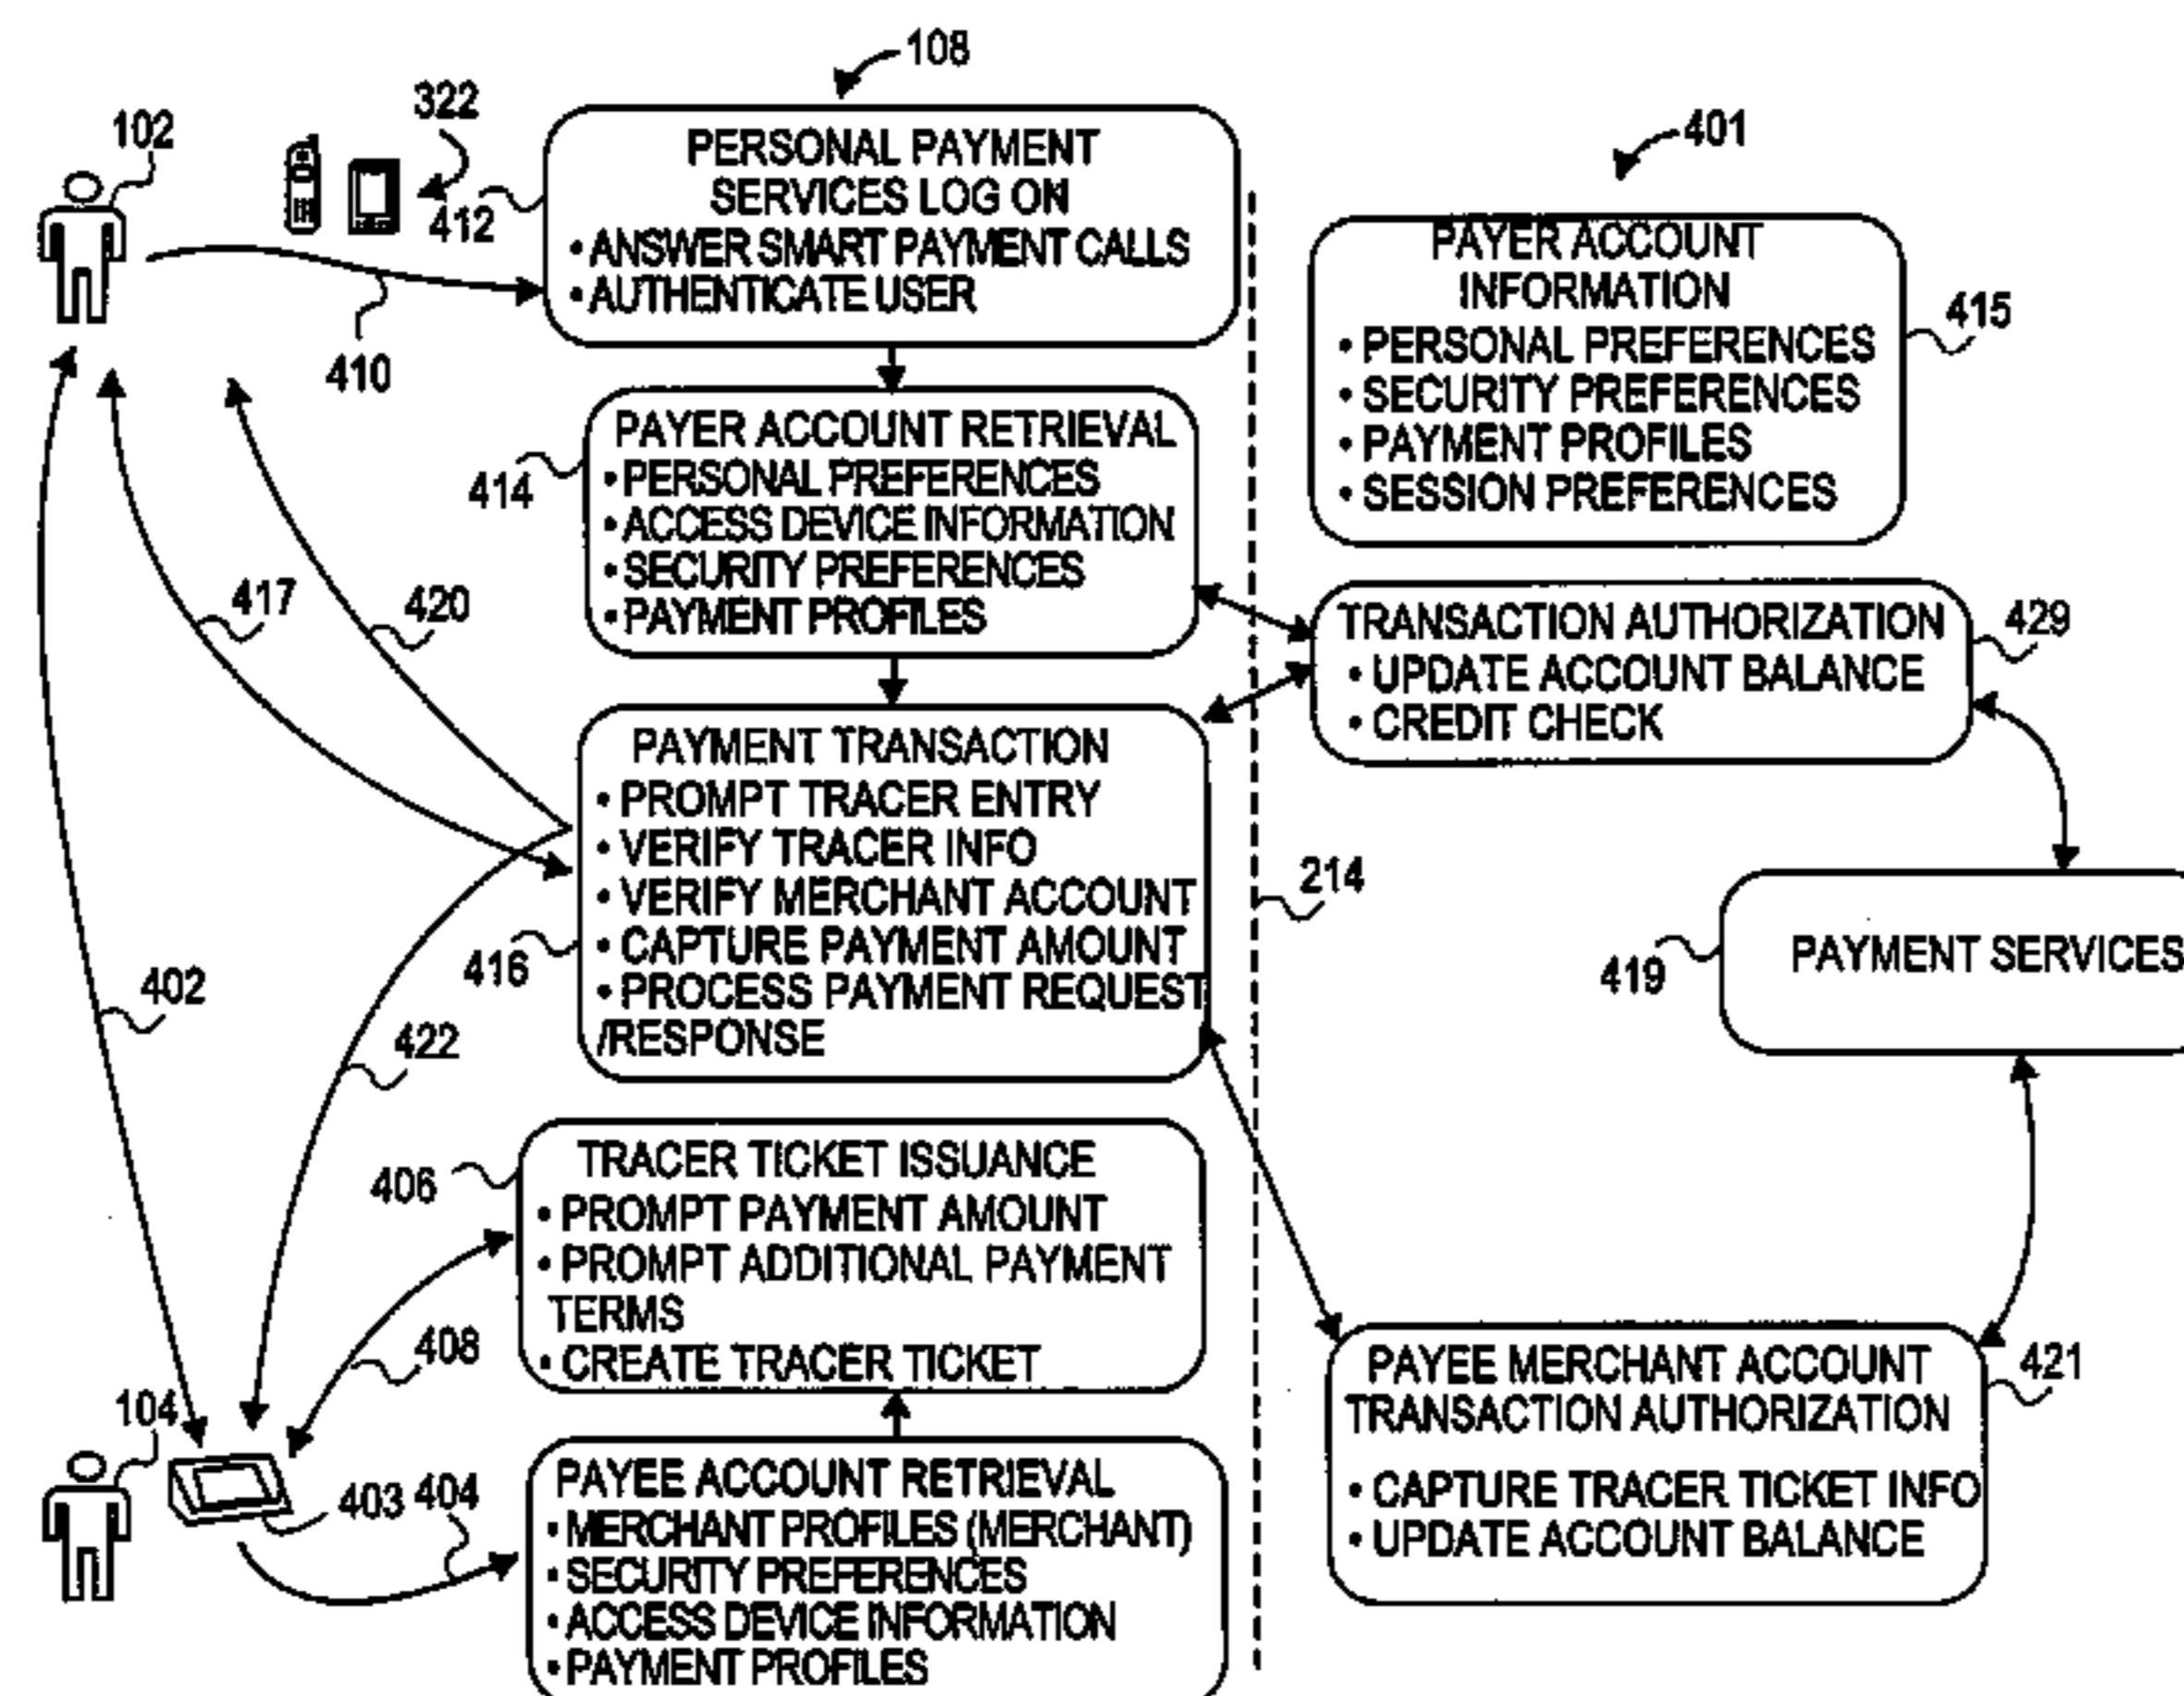 108
322
102
412
PERSONAL PAYMENT
SERVICES LOG ON
• ANSWER SMART PAYMENT CALLS
• AUTHENTICATE USER
410
401
PAYER ACCOUNT
INFORMATION
• PERSONAL PREFERENCES
• SECURITY PREFERENCES
• PAYMENT PROFILES
• SESSION PREFERENCES
415
PAYER ACCOUNT RETRIEVAL
• PERSONAL PREFERENCES
• ACCESS DEVICE INFORMATION
• SECURITY PREFERENCES
• PAYMENT PROFILES
414
417
420
TRANSACTION AUTHORIZATION
• UPDATE ACCOUNT BALANCE
• CREDIT CHECK
429
PAYMENT TRANSACTION
• PROMPT TRACER ENTRY
• VERIFY TRACER INFO
• VERIFY MERCHANT ACCOUNT
• CAPTURE PAYMENT AMOUNT
• PROCESS PAYMENT REQUEST
/RESPONSE
416
214
419
PAYMENT SERVICES
402
422
406
TRACER TICKET ISSUANCE
• PROMPT PAYMENT AMOUNT
• PROMPT ADDITIONAL PAYMENT
TERMS
• CREATE TRACER TICKET
408
104
403
404
PAYEE ACCOUNT RETRIEVAL
• MERCHANT PROFILES (MERCHANT)
• SECURITY PREFERENCES
• ACCESS DEVICE INFORMATION
• PAYMENT PROFILES
PAYEE MERCHANT ACCOUNT
TRANSACTION AUTHORIZATION
• CAPTURE TRACER TICKET INFO
• UPDATE ACCOUNT BALANCE
421